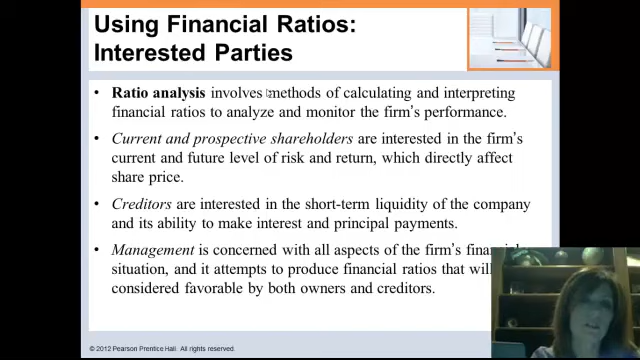 Using Financial Ratios:
Interested Parties
• Ratio analysis involves methods of calculating and interpreting
financial ratios to analyze and monitor the firm's performance.
• Current and prospective shareholders are interested in the firm's
current and future level of risk and return, which directly affect
share price.
• Creditors are interested in the short-term liquidity of the company
and its ability to make interest and principal payments.
• Management is concerned with all aspects of the firm's financial
situation, and it attempts to produce financial ratios that will
considered favorable by both owners and creditors.
© 2012 Pearson Prentice Hall. All rights reserved.